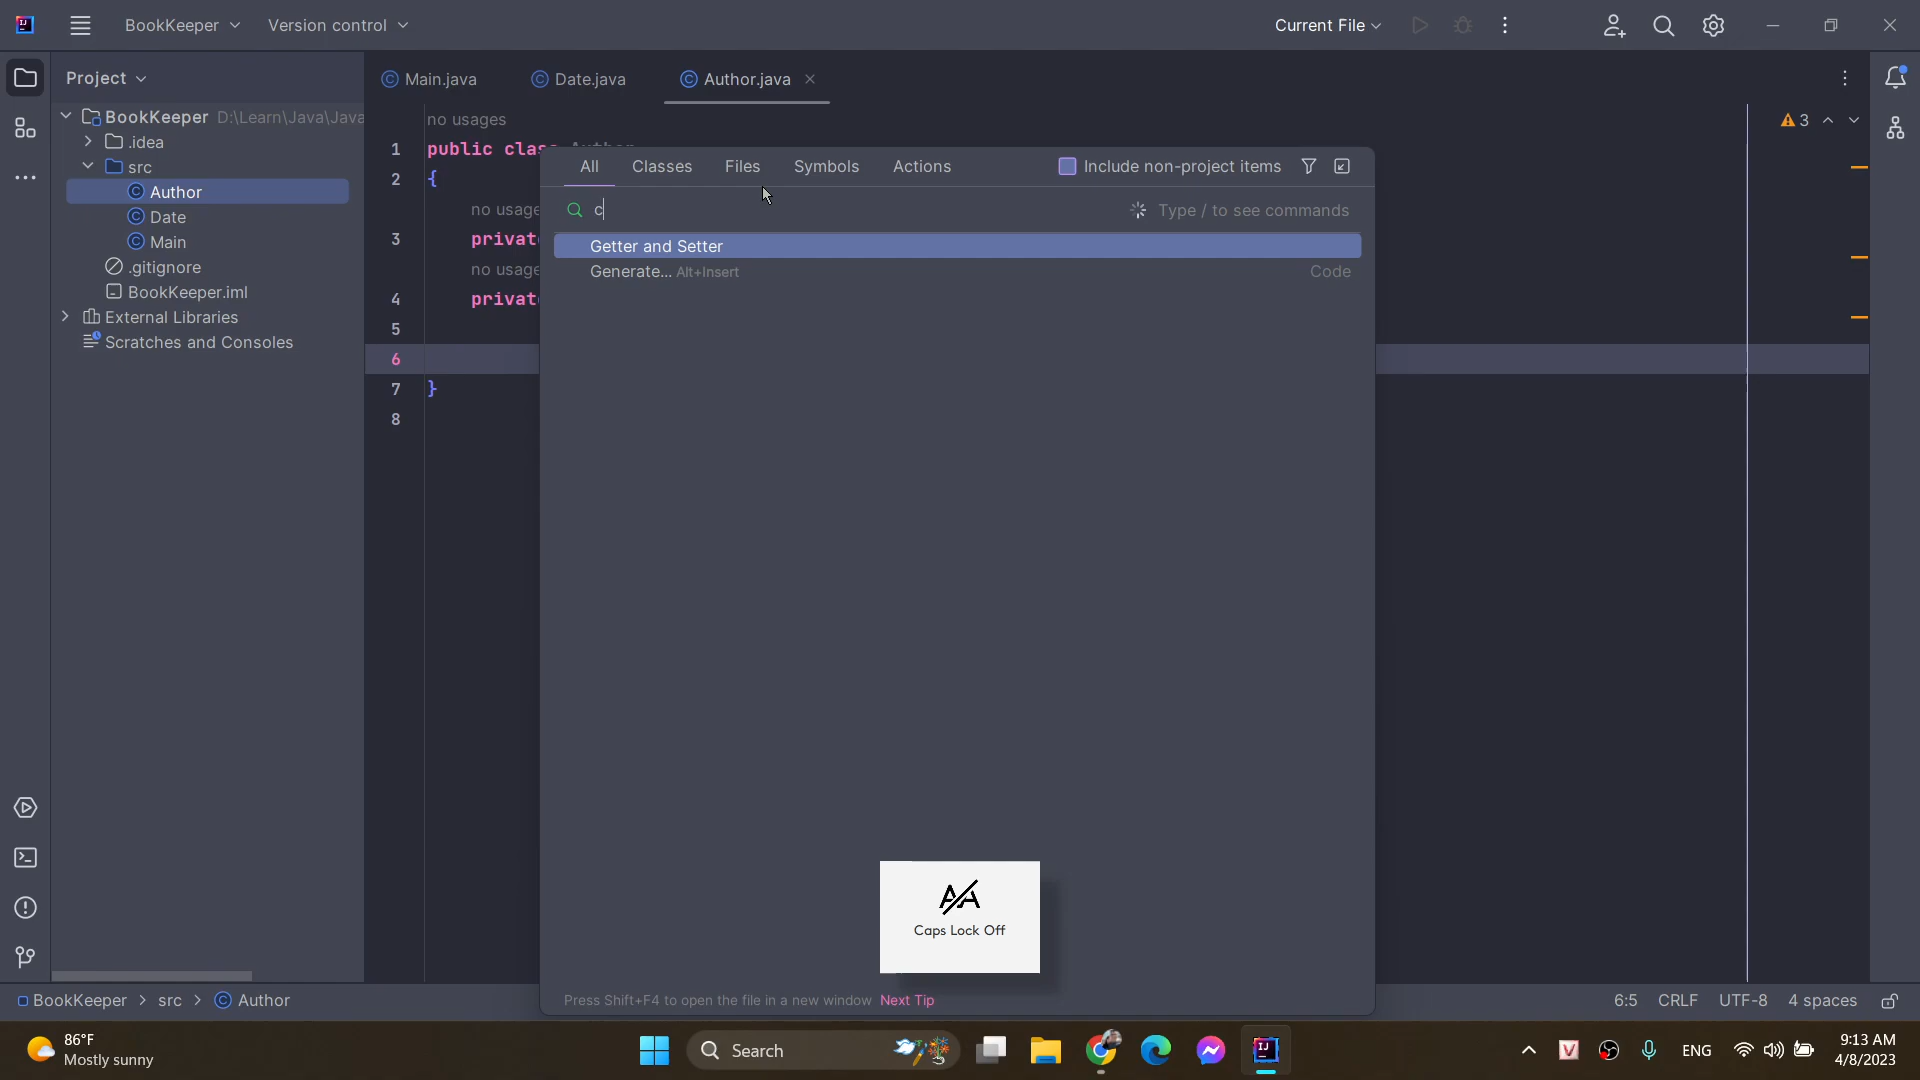 BookKeeper
Version control
Current File
Project
Main.java
Date.java
Author.java
BookKeeper D:\Learn\Java\Java
.idea
src
Author
Date
Main
.gitignore
BookKeeper.iml
External Libraries
Scratches and Consoles
no usages
3
1 public class Author
2 {
no usage
3 privat
no usage
4 privat
5
6
7 }
8
All Classes Files Symbols Actions Include non-project items
c Type / to see commands
Getter and Setter
Generate... Alt+Insert Code
Caps Lock Off
Press Shift+F4 to open the file in a new window Next Tip
BookKeeper > src > Author
6:5 CRLF UTF-8 4 spaces
86°F
Mostly sunny
Search
ENG
9:13 AM
4/8/2023